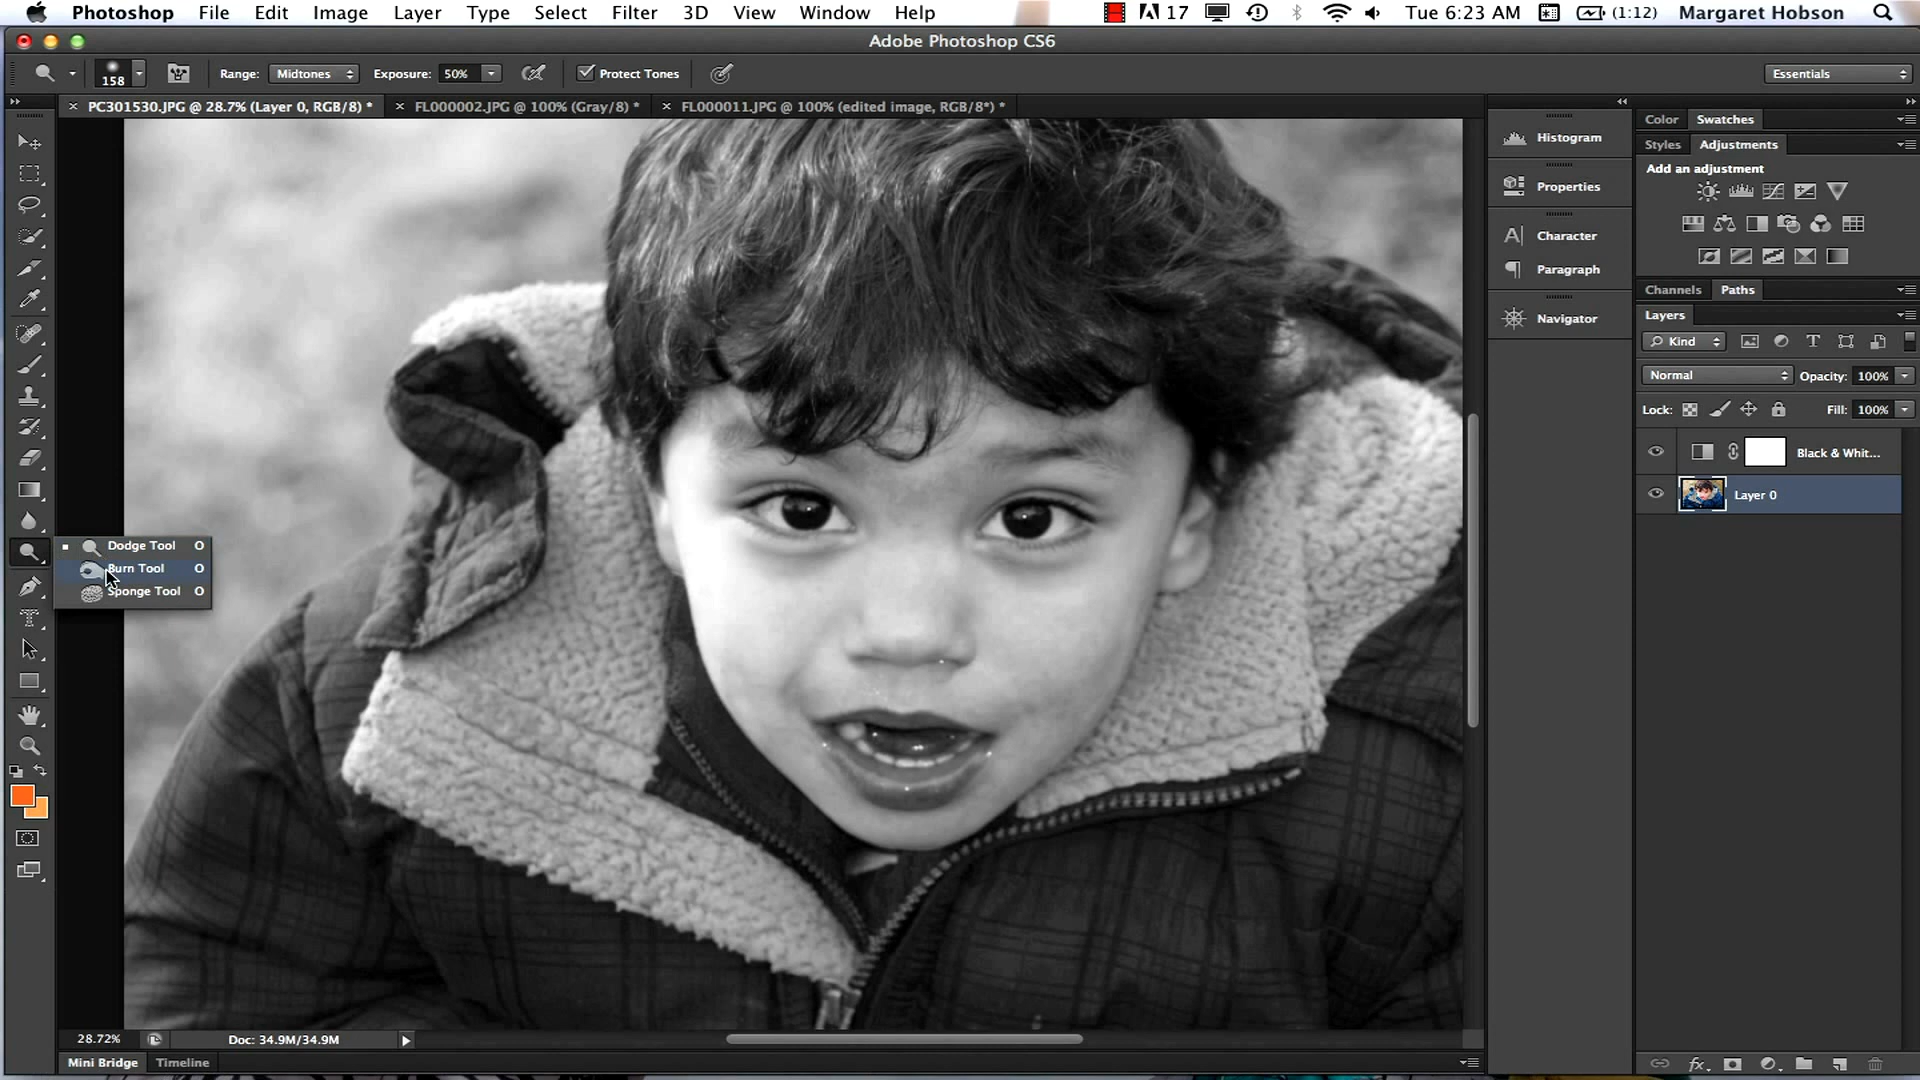 Photoshop File Edit Image Layer Type Select Filter 3D View Window Help 17 Tue 6:23 AM (1:12) Margaret Hobson
Adobe Photoshop CS6
158 Range: Midtones Exposure: 50% Protect Tones Essentials
PC301530.JPG @ 28.7% (Layer 0, RGB/8) * FL000002.JPG @ 100% (Gray/8) * FL000011.JPG @ 100% (edited image, RGB/8*) *
Color Swatches
Histogram
Styles Adjustments
Add an adjustment
Properties
Character
Paragraph
Channels Paths
Layers
Navigator
Kind
Normal Opacity: 100%
Lock: Fill: 100%
Black & Whit...
Layer 0
Dodge Tool O
Burn Tool O
Sponge Tool O
28.72% Doc: 34.9M/34.9M
Mini Bridge Timeline